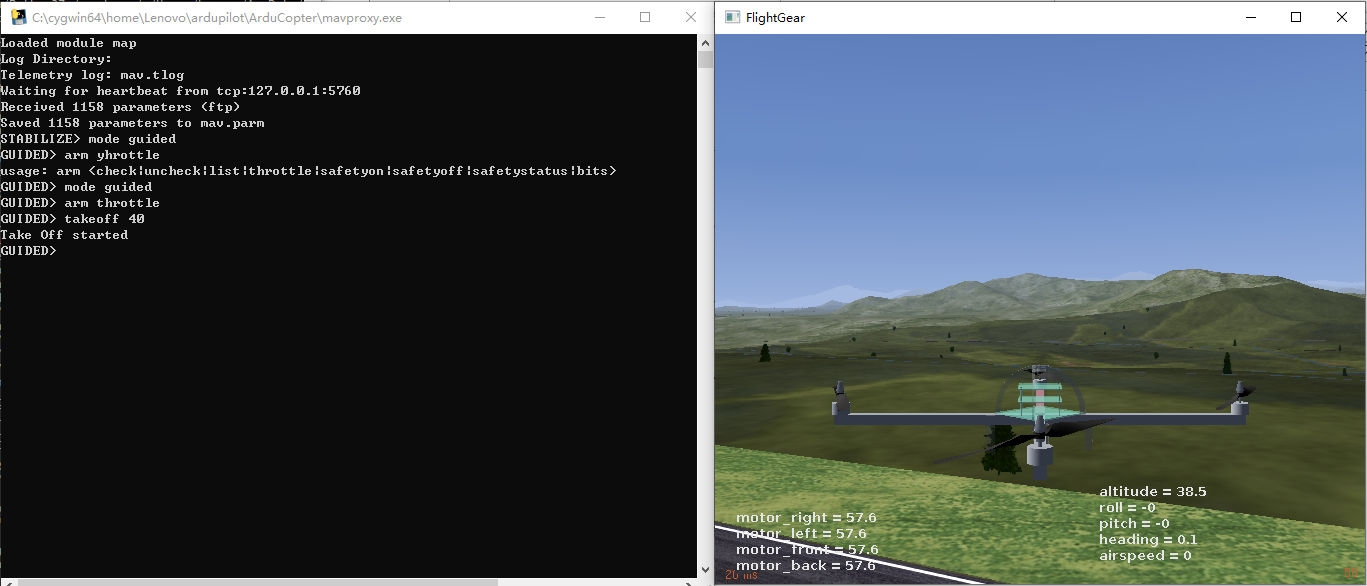 C:\cygwin64\home\Lenovo\ardupilot\ArduCopter\mavproxy.exe
Loaded module map
Log Directory:
Telemetry log: mav.tlog
Waiting for heartbeat from tcp:127.0.0.1:5760
Received 1158 parameters (ftp)
Saved 1158 parameters to mav.parm
STABILIZE> mode guided
GUIDED> arm yhrottle
usage: arm <check|uncheck|list|throttle|safetyon|safetyoff|safetystatus|bits>
GUIDED> mode guided
GUIDED> arm throttle
GUIDED> takeoff 40
Take Off started
GUIDED>
FlightGear
motor_right = 57.6
motor_left = 57.6
motor_front = 57.6
motor_back = 57.6
altitude = 38.5
roll = -0
pitch = -0
heading = 0.1
airspeed = 0